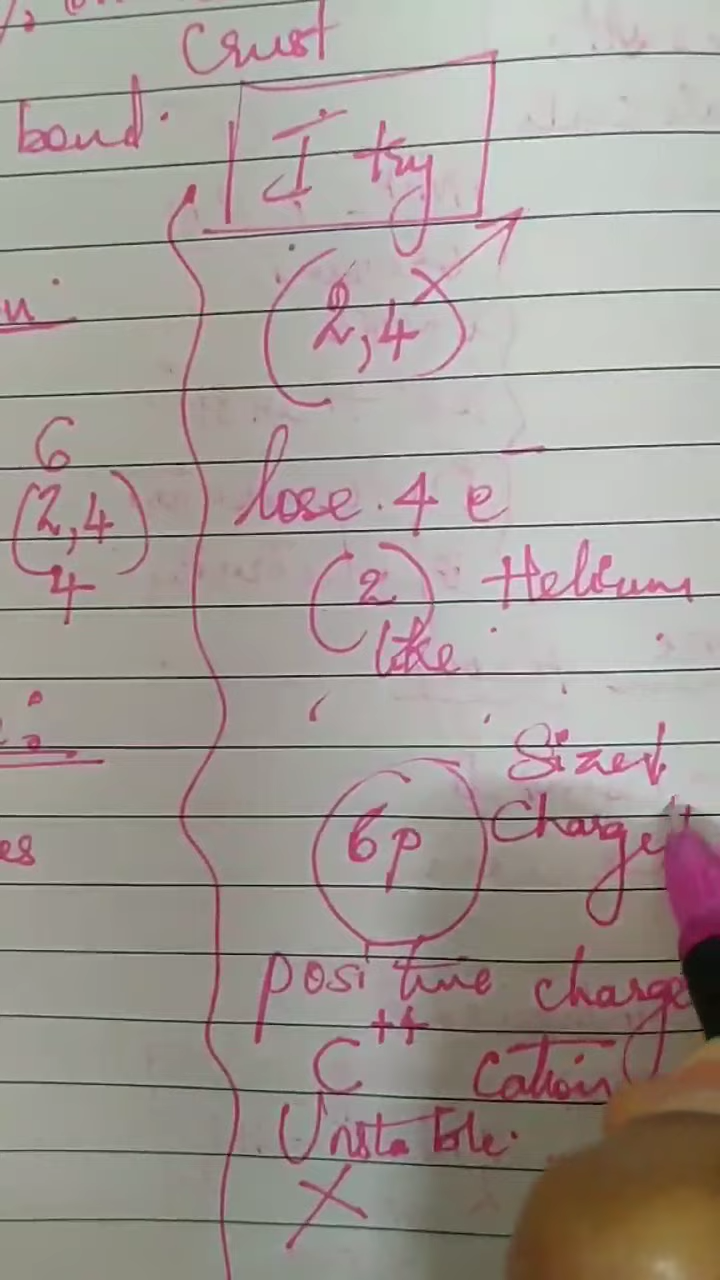 Crust
bond.
I try
(2,4)
6
(2,4)
4
lose 4 e⁻
(2) Helium
like
Size↓
6p
Charge
positive charge
C⁺⁴ cation
Unstable.
X